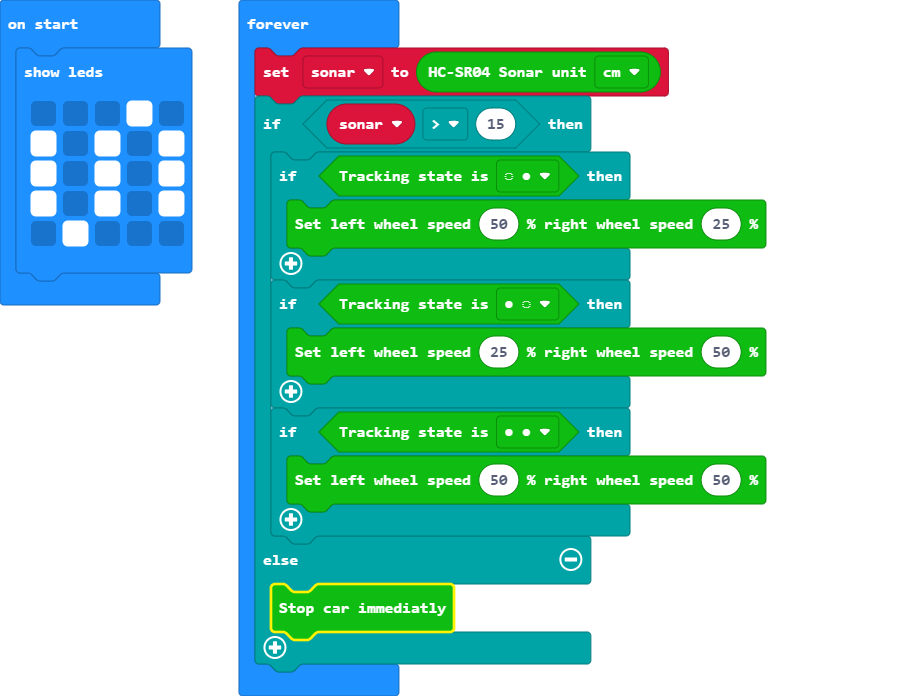 on start
show leds
forever
set sonar to HC-SR04 Sonar unit cm
if sonar > 15 then
if Tracking state is ◌ ● then
Set left wheel speed 50 % right wheel speed 25 %
if Tracking state is ● ◌ then
Set left wheel speed 25 % right wheel speed 50 %
if Tracking state is ● ● then
Set left wheel speed 50 % right wheel speed 50 %
else
Stop car immediatly